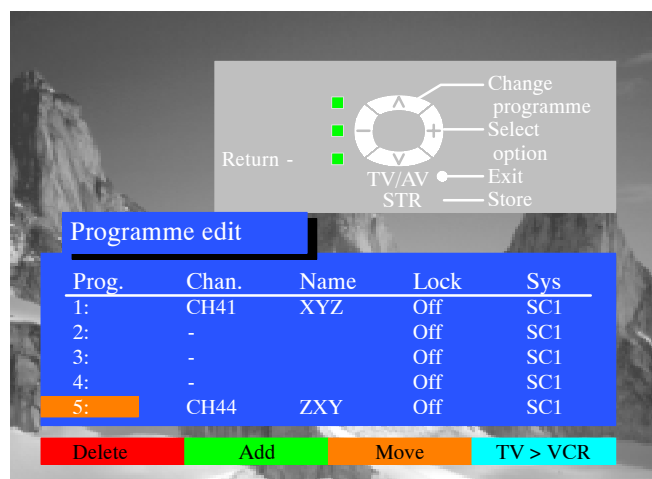 Change
programme
Select
option
Return -
TV/AV
Exit
STR
Store
Programme edit
Prog. Chan. Name Lock Sys
1: CH41 XYZ Off SC1
2: - Off SC1
3: - Off SC1
4: - Off SC1
5: CH44 ZXY Off SC1
Delete Add Move TV > VCR